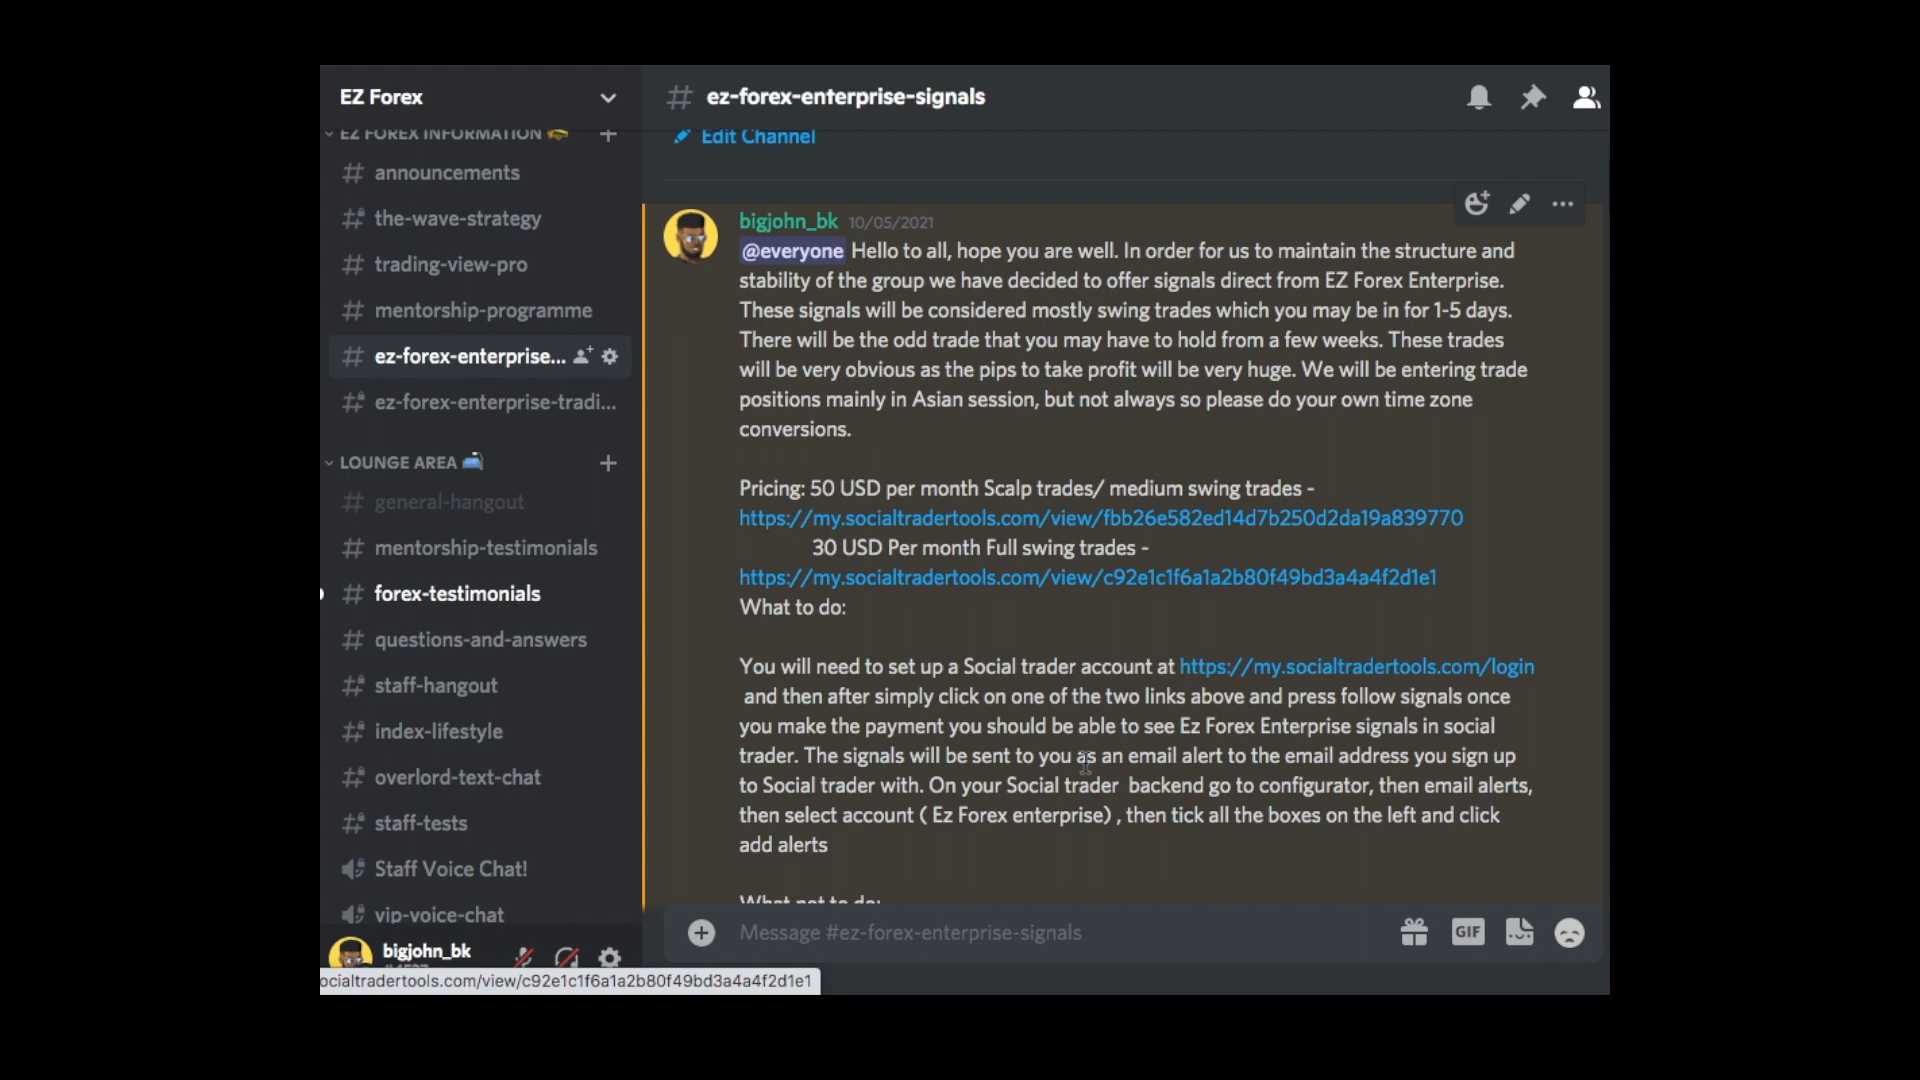 EZ Forex
EZ FOREX INFORMATION
announcements
the-wave-strategy
trading-view-pro
mentorship-programme
ez-forex-enterprise...
ez-forex-enterprise-tradi...
LOUNGE AREA
general-hangout
mentorship-testimonials
forex-testimonials
questions-and-answers
staff-hangout
index-lifestyle
overlord-text-chat
staff-tests
Staff Voice Chat!
vip-voice-chat
bigjohn_bk
ocialtradertools.com/view/c92e1c1f6a1a2b80f49bd3a4a4f2d1e1
# ez-forex-enterprise-signals
Edit Channel
bigjohn_bk 10/05/2021
@everyone Hello to all, hope you are well. In order for us to maintain the structure and
stability of the group we have decided to offer signals direct from EZ Forex Enterprise.
These signals will be considered mostly swing trades which you may be in for 1-5 days.
There will be the odd trade that you may have to hold from a few weeks. These trades
will be very obvious as the pips to take profit will be very huge. We will be entering trade
positions mainly in Asian session, but not always so please do your own time zone
conversions.
Pricing: 50 USD per month Scalp trades/ medium swing trades -
https://my.socialtradertools.com/view/fbb26e582ed14d7b250d2da19a839770
30 USD Per month Full swing trades -
https://my.socialtradertools.com/view/c92e1c1f6a1a2b80f49bd3a4a4f2d1e1
What to do:
You will need to set up a Social trader account at https://my.socialtradertools.com/login
and then after simply click on one of the two links above and press follow signals once
you make the payment you should be able to see Ez Forex Enterprise signals in social
trader. The signals will be sent to you as an email alert to the email address you sign up
to Social trader with. On your Social trader backend go to configurator, then email alerts,
then select account ( Ez Forex enterprise) , then tick all the boxes on the left and click
add alerts
What not to do:
Message #ez-forex-enterprise-signals
GIF